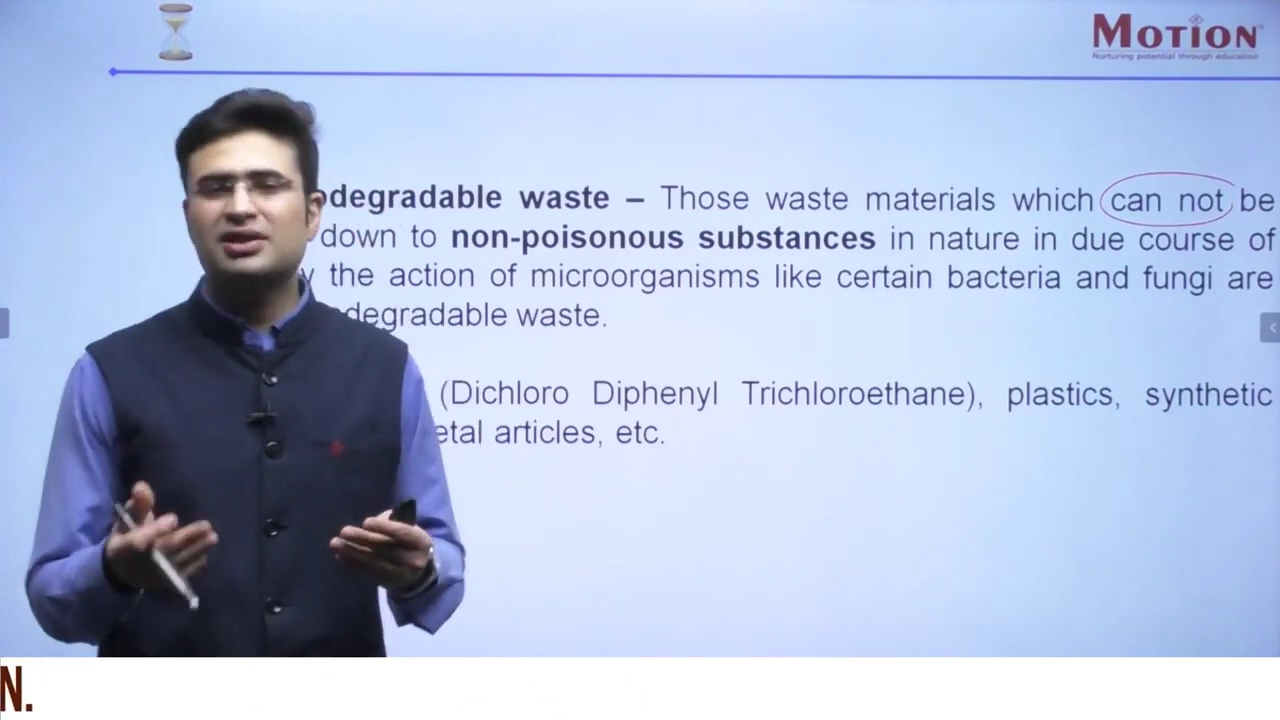 MOTION
Nurturing potential through education
odegradable waste – Those waste materials which can not be
down to non-poisonous substances in nature in due course of
y the action of microorganisms like certain bacteria and fungi are
degradable waste.
(Dichloro Diphenyl Trichloroethane), plastics, synthetic
etal articles, etc.
N.